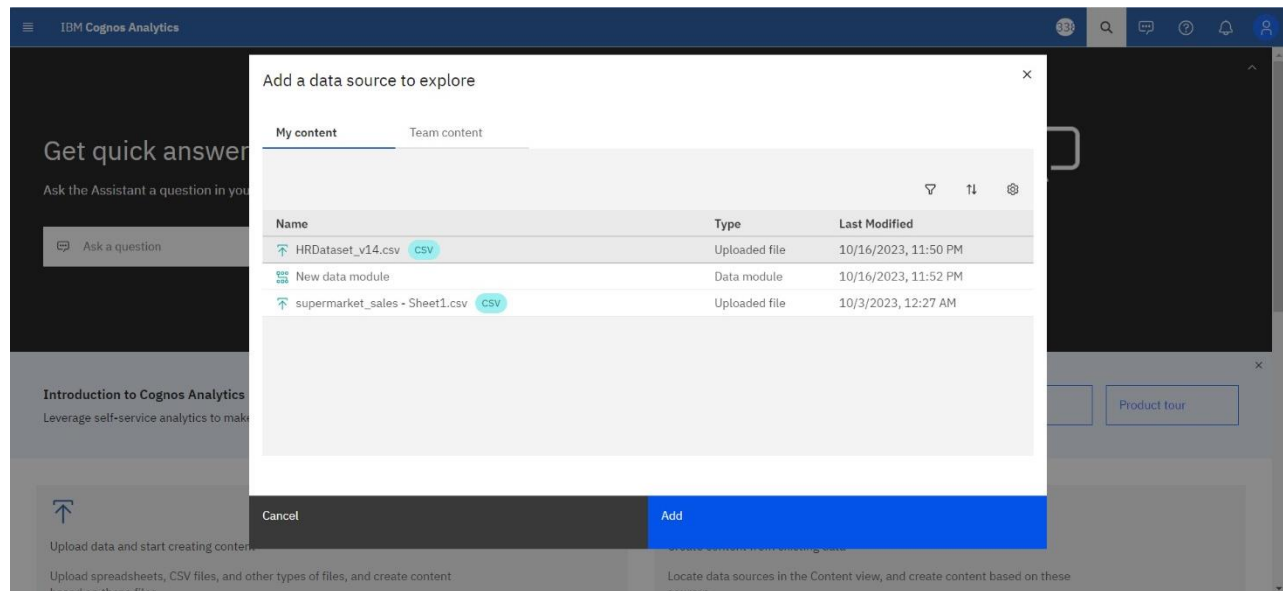 IBM Cognos Analytics
338
Add a data source to explore
My content Team content
Get quick answer
Ask the Assistant a question in you
Ask a question
Name Type Last Modified
HRDataset_v14.csv CSV Uploaded file 10/16/2023, 11:50 PM
New data module Data module 10/16/2023, 11:52 PM
supermarket_sales - Sheet1.csv CSV Uploaded file 10/3/2023, 12:27 AM
Introduction to Cognos Analytics
Leverage self-service analytics to make
Product tour
Cancel Add
Upload data and start creating content
Upload spreadsheets, CSV files, and other types of files, and create content
Locate data sources in the Content view, and create content based on these